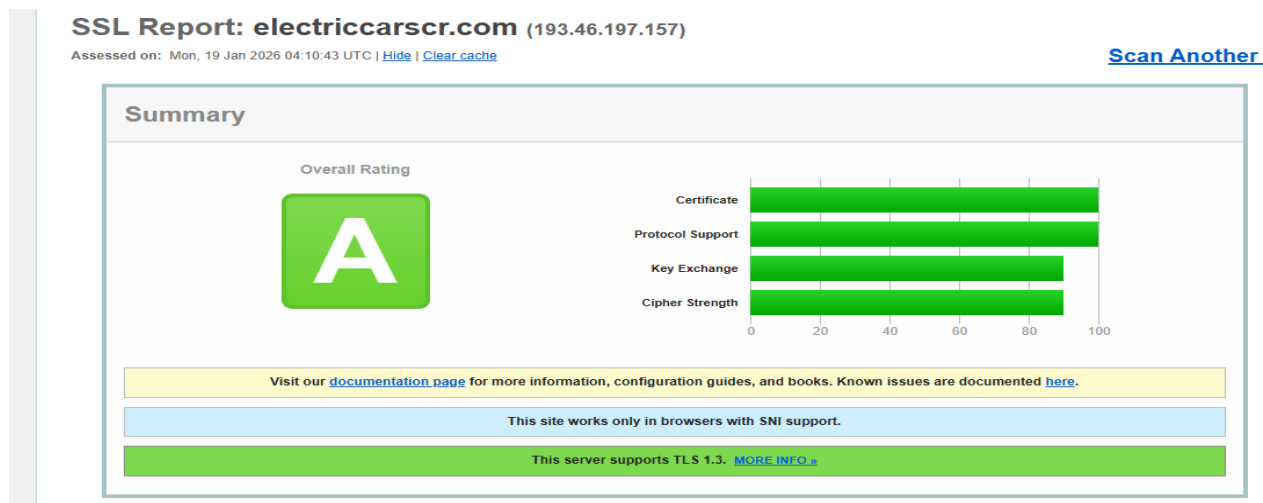 SSL Report: electriccarscr.com (193.46.197.157)
Assessed on: Mon, 19 Jan 2026 04:10:43 UTC | Hide | Clear cache
Scan Another
Summary
Overall Rating
A
Certificate
Protocol Support
Key Exchange
Cipher Strength
0 20 40 60 80 100
Visit our documentation page for more information, configuration guides, and books. Known issues are documented here.
This site works only in browsers with SNI support.
This server supports TLS 1.3. MORE INFO »